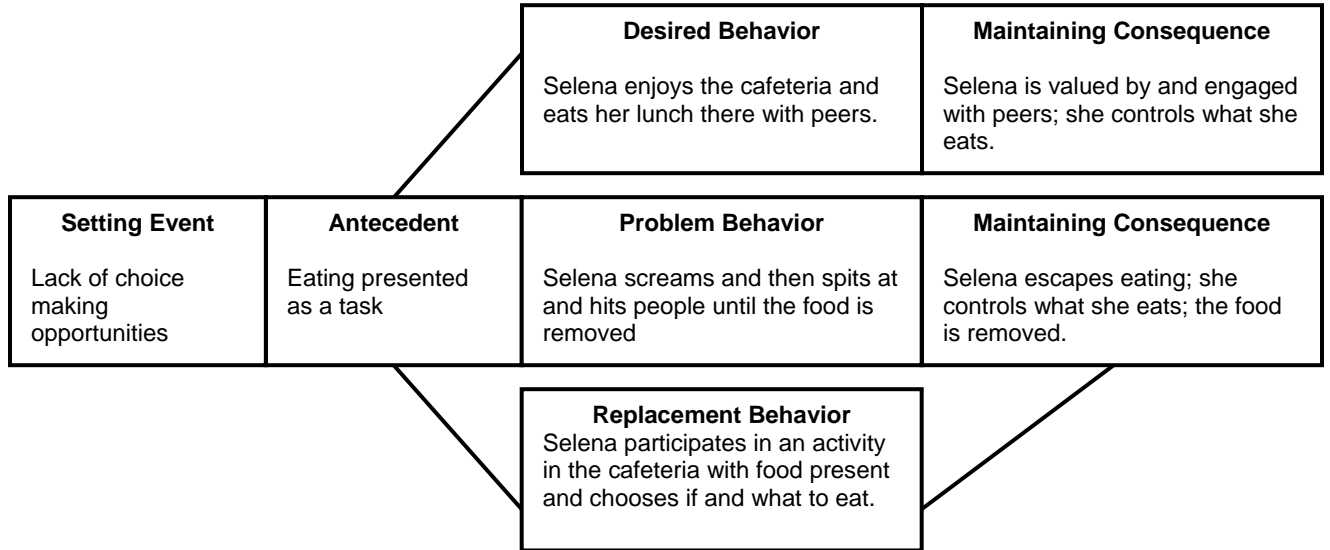 Desired Behavior
Selena enjoys the cafeteria and
eats her lunch there with peers.
Maintaining Consequence
Selena is valued by and engaged
with peers; she controls what she
eats.
Setting Event
Lack of choice
making
opportunities
Antecedent
Eating presented
as a task
Problem Behavior
Selena screams and then spits at
and hits people until the food is
removed
Maintaining Consequence
Selena escapes eating; she
controls what she eats; the food
is removed.
Replacement Behavior
Selena participates in an activity
in the cafeteria with food present
and chooses if and what to eat.